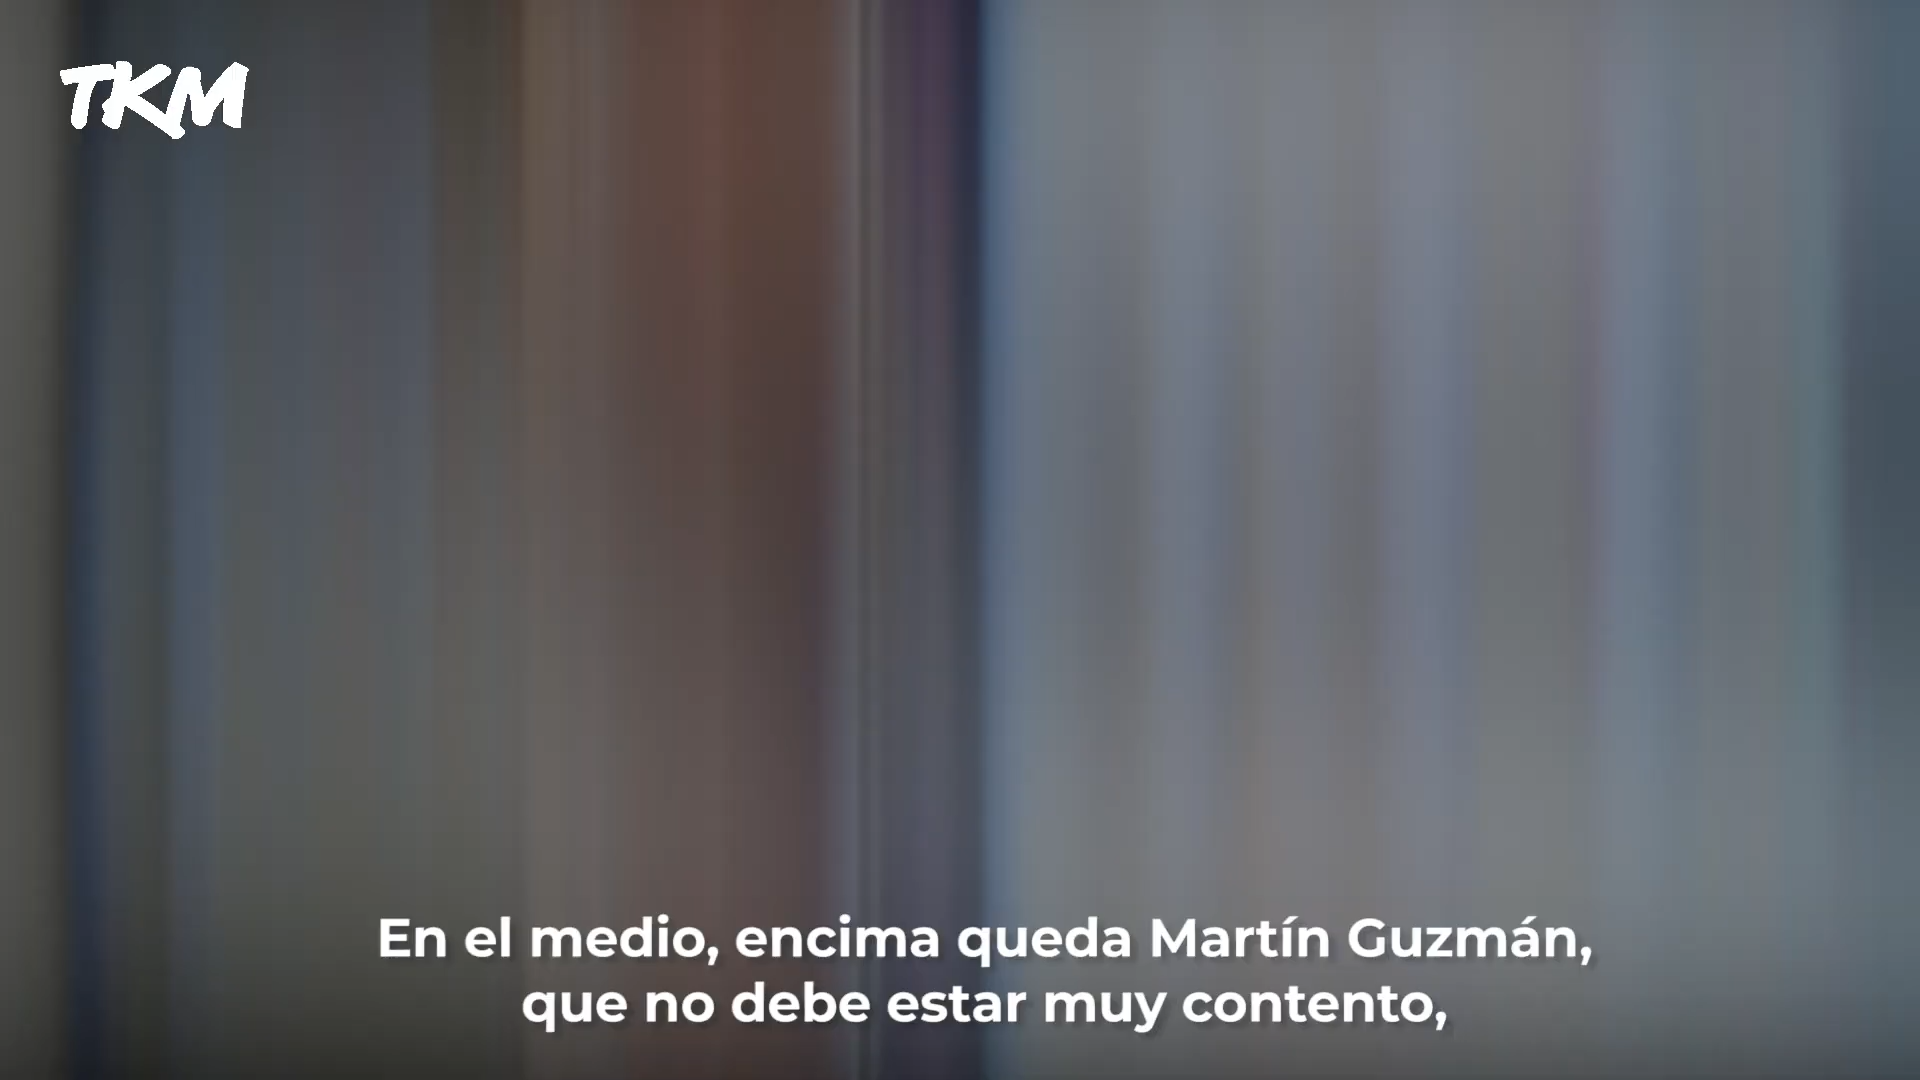 TKM
En el medio, encima queda Martín Guzmán,
que no debe estar muy contento,